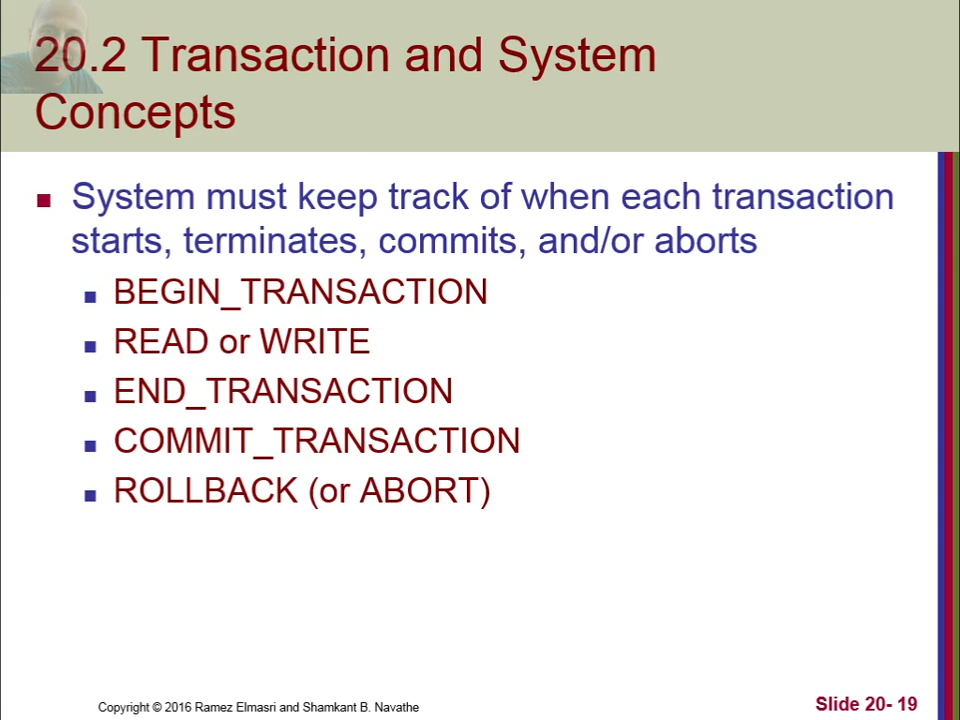 20.2 Transaction and System
Concepts
System must keep track of when each transaction
starts, terminates, commits, and/or aborts
BEGIN_TRANSACTION
READ or WRITE
END_TRANSACTION
COMMIT_TRANSACTION
ROLLBACK (or ABORT)
Copyright © 2016 Ramez Elmasri and Shamkant B. Navathe
Slide 20- 19